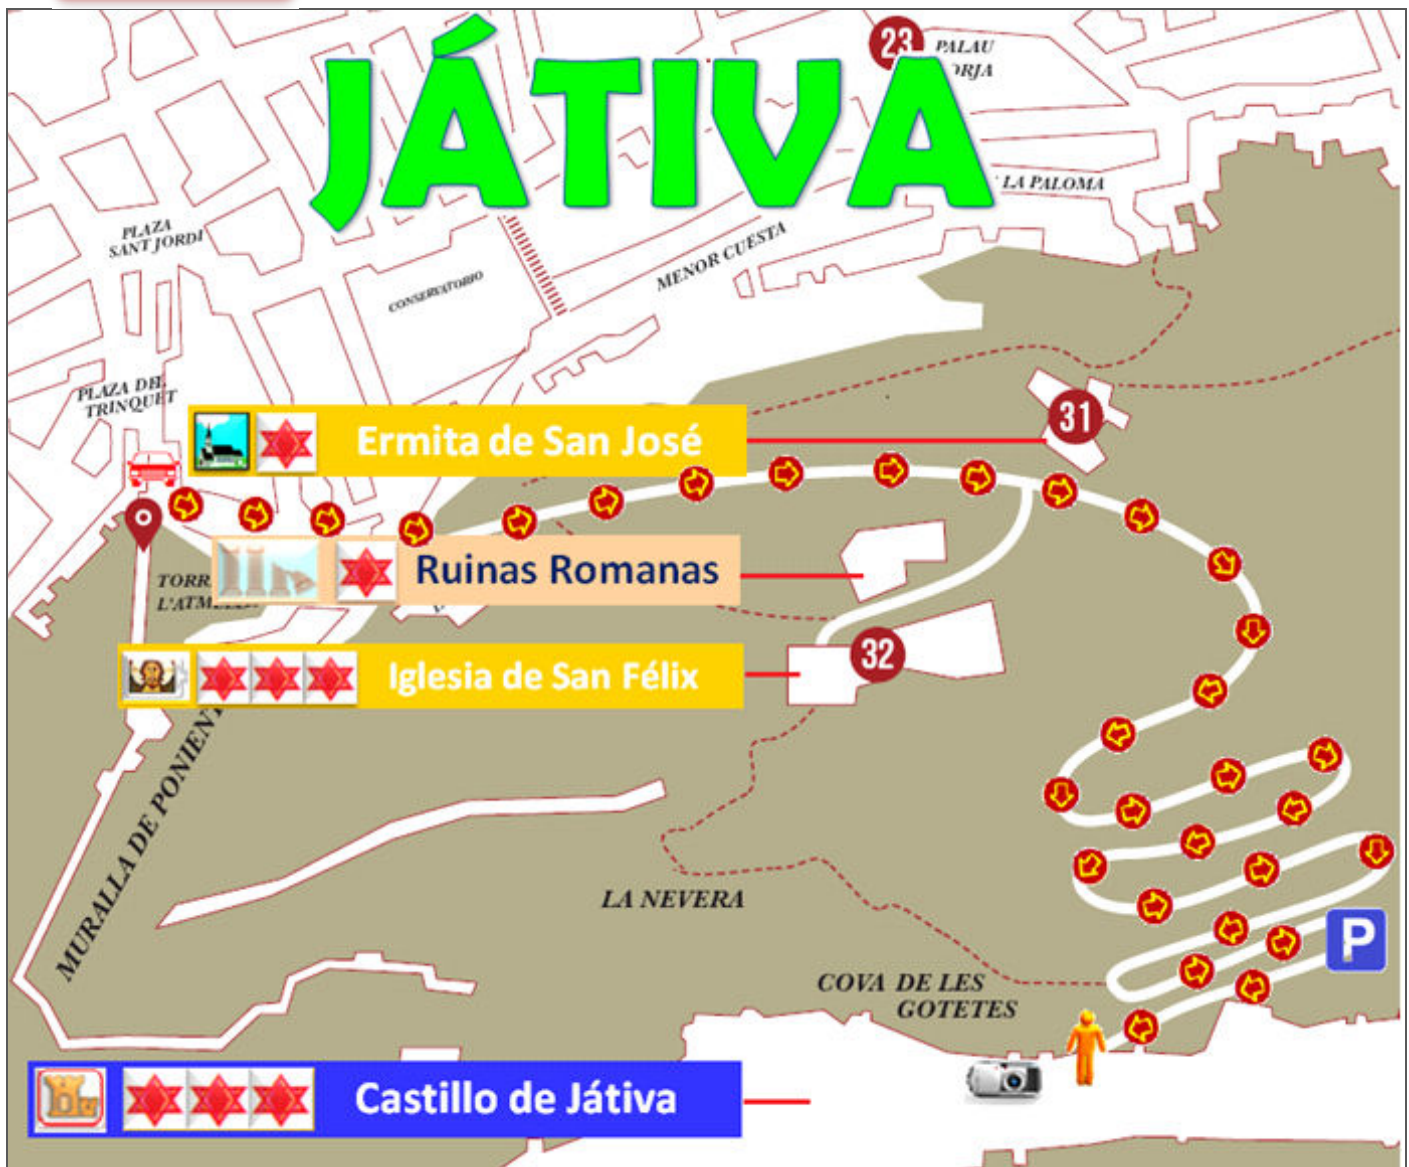 JÁTIVA
23
PALAU
LA PALOMA
PLAZA
SANT JORDI
MENOR CUESTA
CONSERVATORIO
PLAZA DEL
TRINQUET
31
Ermita de San José
Ruinas Romanas
32
Iglesia de San Félix
MURALLA DE PONIENT
LA NEVERA
P
COVA DE LES
GOTETES
Castillo de Játiva